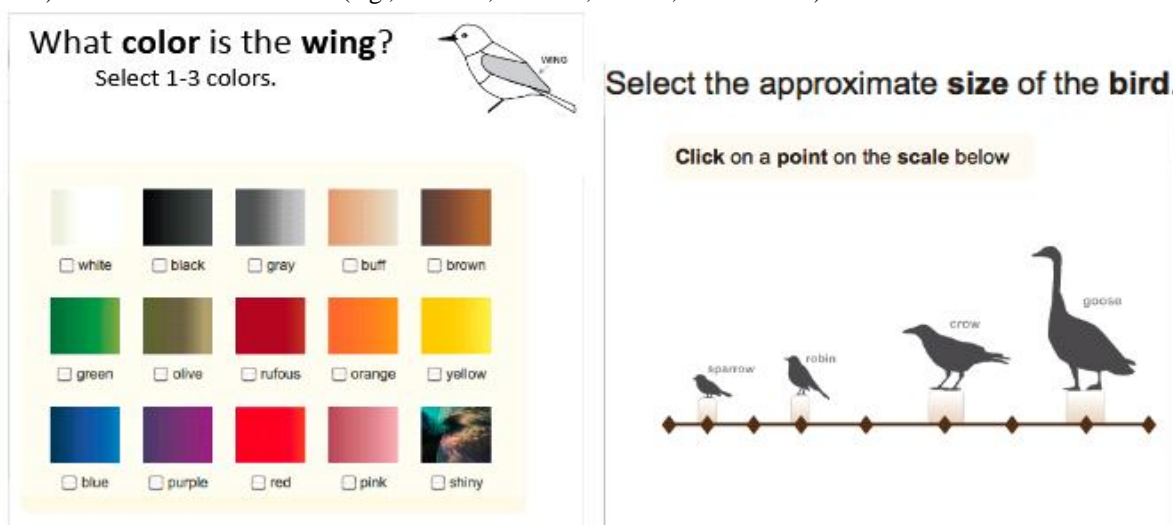 What color is the wing?
Select 1-3 colors.
WING
white black gray buff brown
green olive rufous orange yellow
blue purple red pink shiny
Select the approximate size of the bird.
Click on a point on the scale below
sparrow
robin
crow
goose